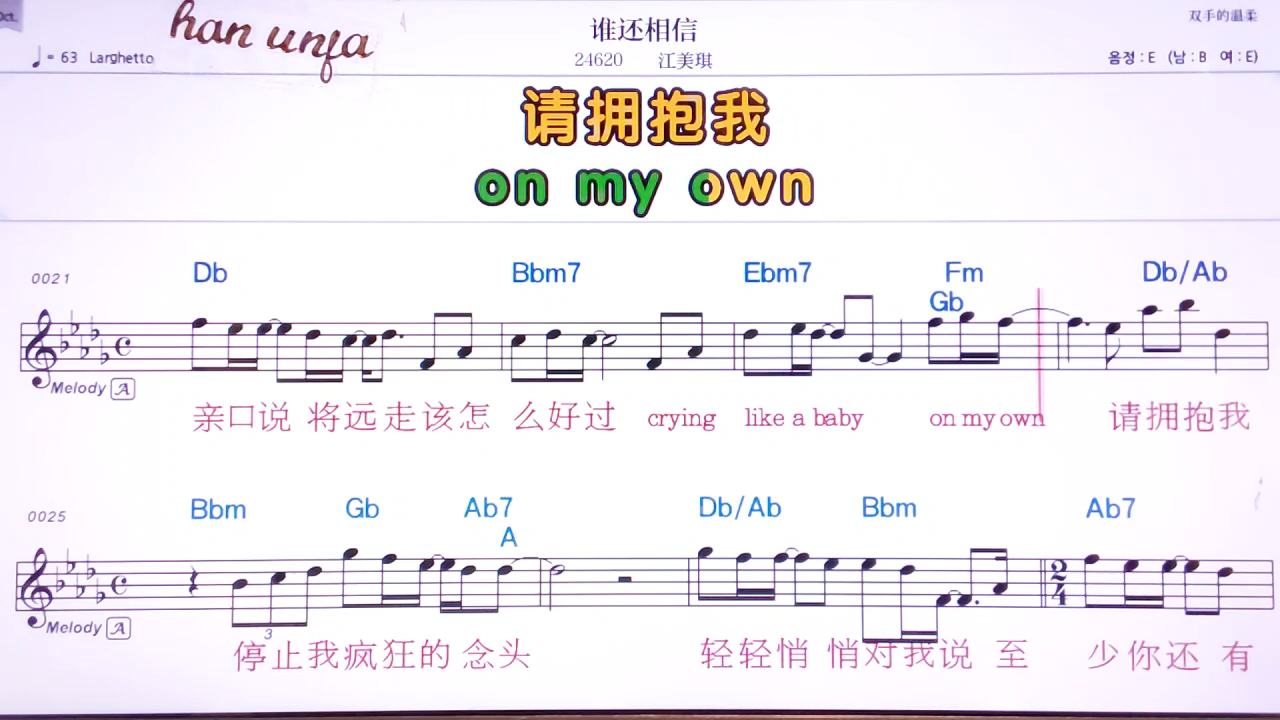 Oct.
han unfa
谁还相信
双手的温柔
♩= 63 Larghetto
24620 江美琪
음정 : E (남 : B 여 : E)
请拥抱我
on my own
0021 Db Bbm7 Ebm7 Fm Db/Ab
Gb
Melody A
亲口说 将远走该怎 么好过 crying like a baby on my own 请拥抱我
0025 Bbm Gb Ab7 Db/Ab Bbm Ab7
A
2
4
Melody A
3
停止我疯狂的 念头 轻轻悄 悄对我说 至 少你还 有